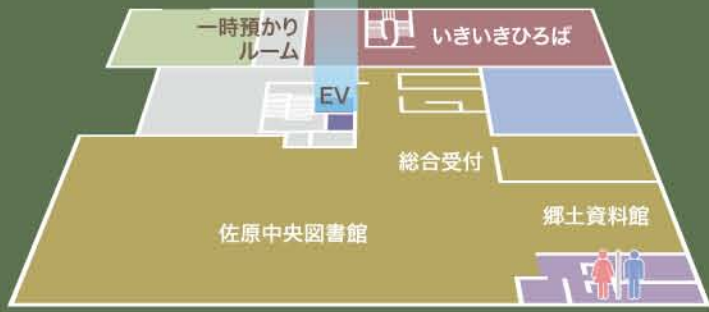 一時預かり
ルーム
いきいきひろば
EV
総合受付
郷土資料館
佐原中央図書館